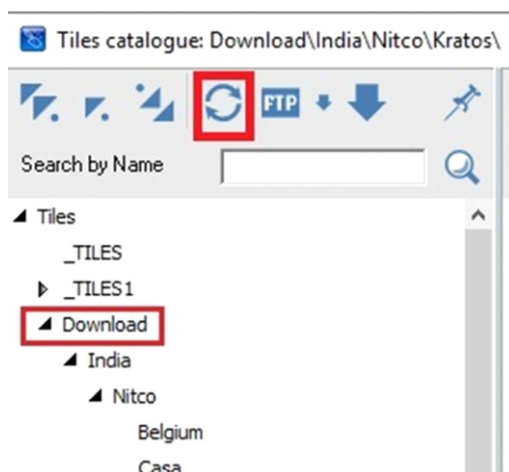 Tiles catalogue: Download\India\Nitco\Kratos\
FTP
Search by Name
Tiles
_TILES
_TILES1
Download
India
Nitco
Belgium
Casa